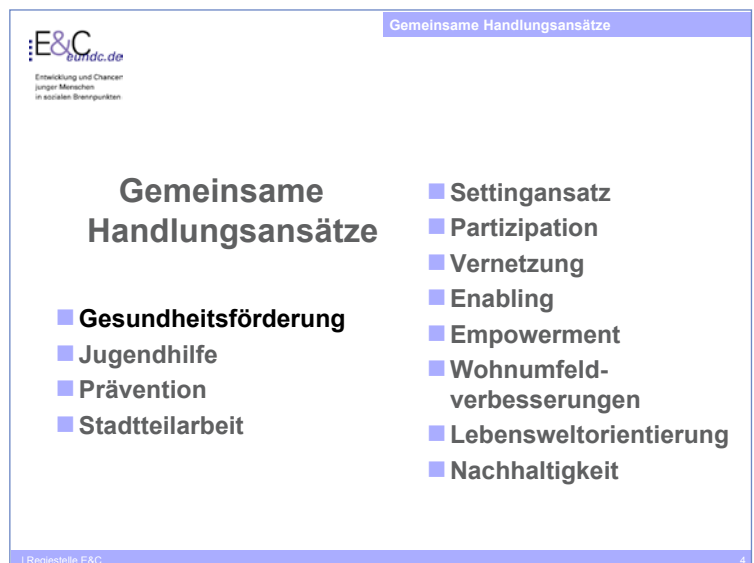 Gemeinsame Handlungsansätze
E&C
eundc.de
Entwicklung und Chancen
junger Menschen
in sozialen Brennpunkten
Gemeinsame
Handlungsansätze
Gesundheitsförderung
Jugendhilfe
Prävention
Stadtteilarbeit
Settingansatz
Partizipation
Vernetzung
Enabling
Empowerment
Wohnumfeld-
verbesserungen
Lebensweltorientierung
Nachhaltigkeit
| Regiestelle E&C
4